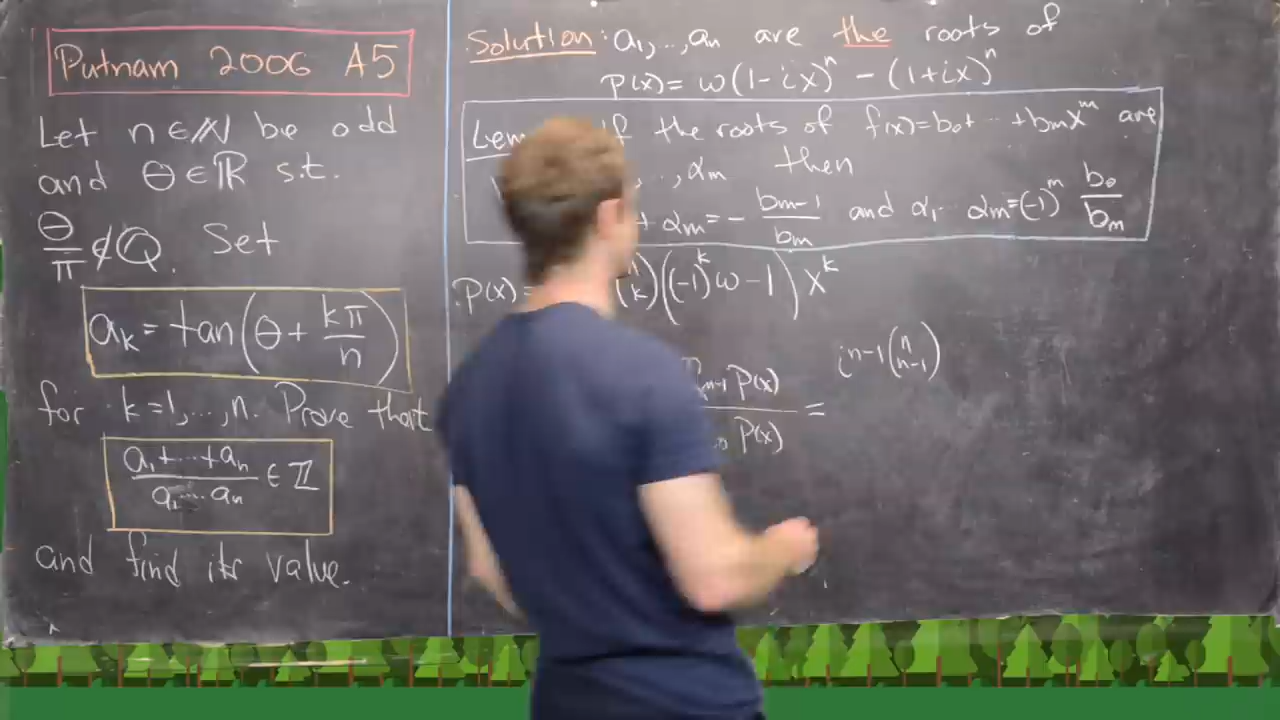 Putnam 2006 A5
Let n∈ℕ be odd
and θ∈ℝ s.t.
θ/π ∉ ℚ. Set
a_k = tan(θ + kπ/n)
for k=1,...,n. Prove that
(a_1+...+a_n)/(a_1...a_n) ∈ ℤ
and find its value.
Solution: a_1,...,a_n are the roots of
P(x) = ω(1-ix)^n - (1+ix)^n
If the roots of f(x)=b_0+...+b_m x^m are
,..., α_m then
+ α_m = - b_{m-1}/b_m and α_1...α_m = (-1)^m b_0/b_m
P(x)= (n k)((-1)^k ω - 1) x^k
P(x)
P(x)
=
i^{n-1} (n n-1)